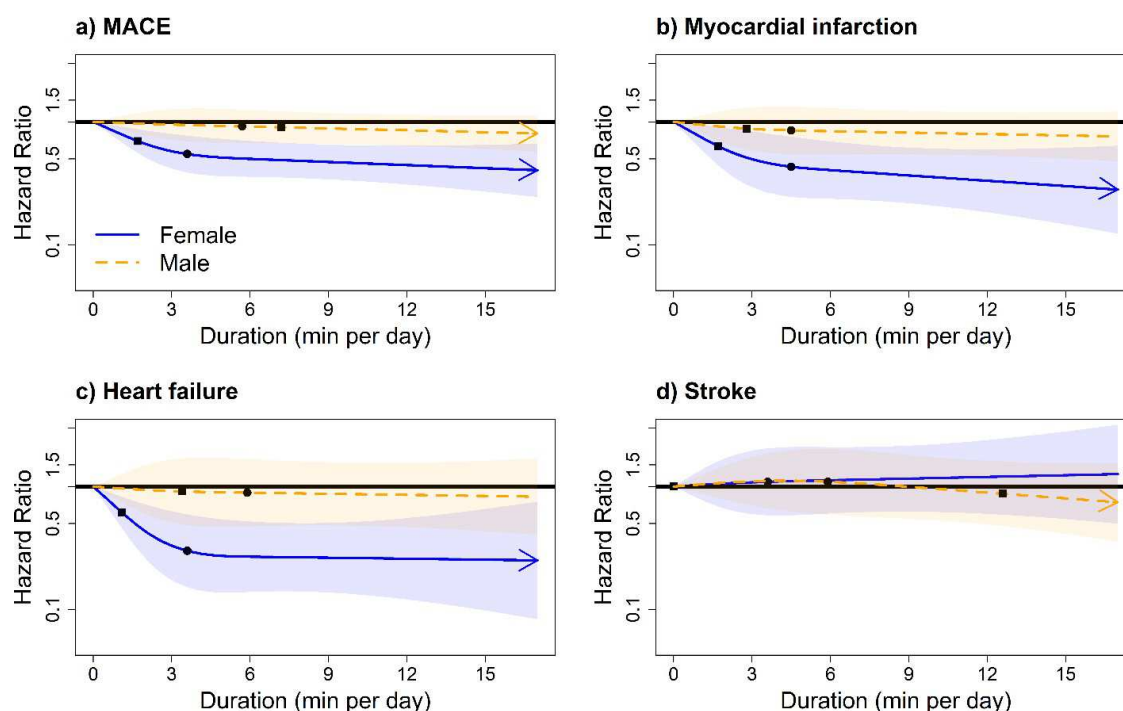 a) MACE
Hazard Ratio
1.5
0.5
0.1
Female
Male
0 3 6 9 12 15
Duration (min per day)
b) Myocardial infarction
Hazard Ratio
1.5
0.5
0.1
0 3 6 9 12 15
Duration (min per day)
c) Heart failure
Hazard Ratio
1.5
0.5
0.1
0 3 6 9 12 15
Duration (min per day)
d) Stroke
Hazard Ratio
1.5
0.5
0.1
0 3 6 9 12 15
Duration (min per day)